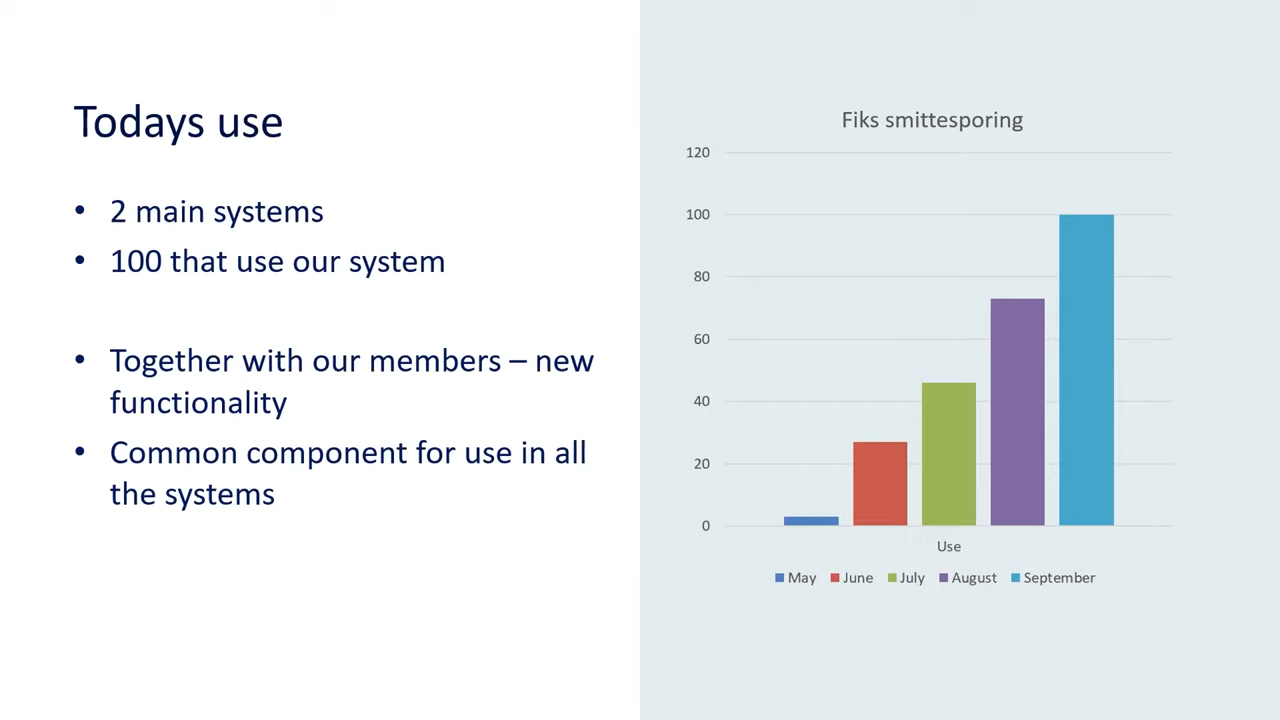 Todays use
• 2 main systems
• 100 that use our system
• Together with our members – new
functionality
• Common component for use in all
the systems
Fiks smittesporing
120
100
80
60
40
20
0
Use
May June July August September